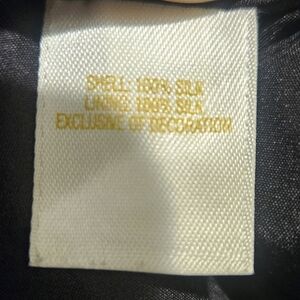 SHELL: 100% SILK
LINING: 100% SILK
EXCLUSIVE OF DECORATION